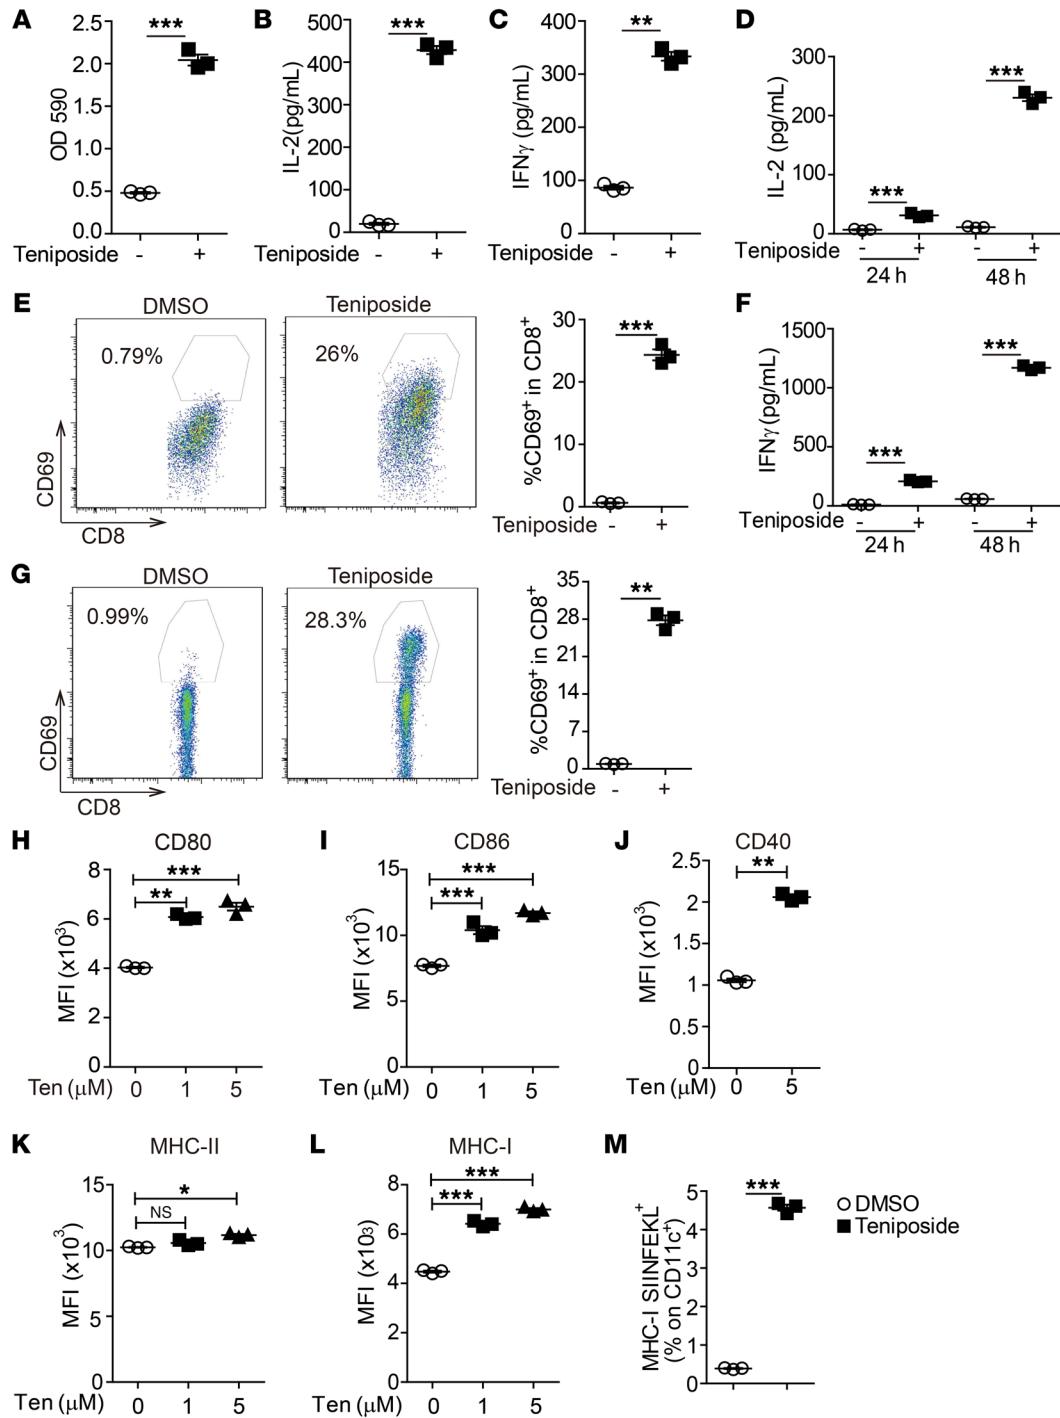 A
OD 590
2.5
2.0
1.5
1.0
0.5
0.0
***
Teniposide - +
B
IL-2(pg/mL)
500
400
300
200
100
0
***
- +
C
IFNγ (pg/mL)
400
300
200
100
0
**
- +
D
IL-2 (pg/mL)
300
200
100
0
***
***
Teniposide - + - +
24 h 48 h
E
DMSO
0.79%
Teniposide
26%
CD69
CD8
%CD69⁺ in CD8⁺
30
20
10
0
***
Teniposide - +
F
IFNγ (pg/mL)
1500
1000
500
0
***
***
Teniposide - + - +
24 h 48 h
G
DMSO
0.99%
Teniposide
28.3%
CD69
CD8
%CD69⁺ in CD8⁺
35
28
21
14
7
0
**
Teniposide - +
H
CD80
MFI (x10³)
8
6
4
2
0
***
**
Ten (μM) 0 1 5
I
CD86
MFI (x10³)
15
10
5
0
***
***
0 1 5
J
CD40
MFI (x10³)
2.5
2
1.5
1
0.5
0
**
Ten (μM) 0 5
K
MHC-II
MFI (x10³)
15
10
5
0
*
NS
Ten (μM) 0 1 5
L
MHC-I
MFI (x103)
8
6
4
2
0
***
***
Ten (μM) 0 1 5
M
MHC-I SIINFEKL⁺
(% on CD11c⁺)
5
4
3
2
1
0
***
DMSO
Teniposide